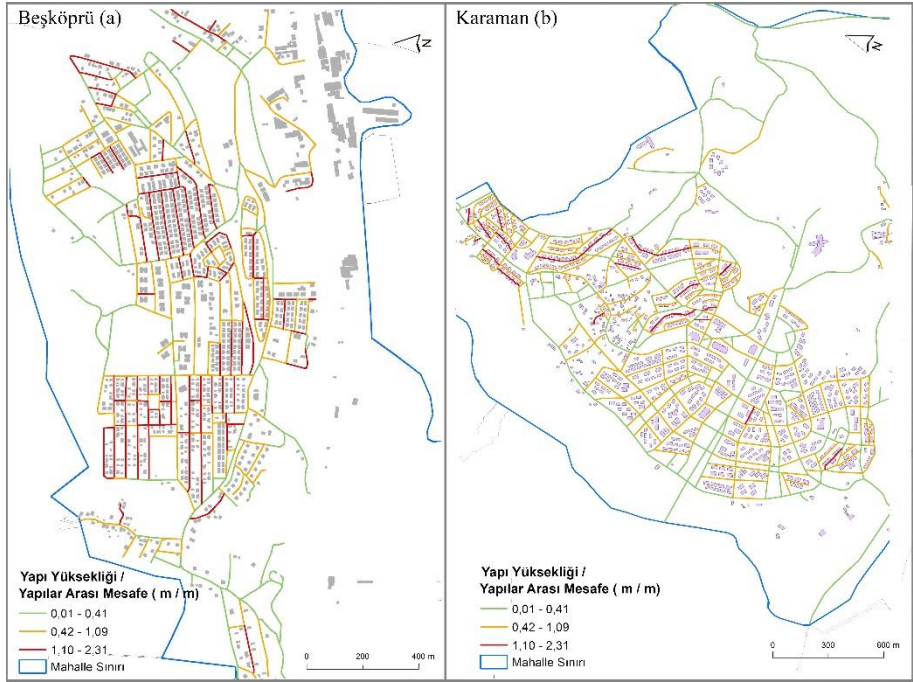 Beşköprü (a)
N
Yapı Yüksekliği /
Yapılar Arası Mesafe ( m / m)
0,01 - 0,41
0,42 - 1,09
1,10 - 2,31
Mahalle Sınırı
0 200 400 m
Karaman (b)
N
Yapı Yüksekliği /
Yapılar Arası Mesafe ( m / m)
0,01 - 0,41
0,42 - 1,09
1,10 - 2,31
Mahalle Sınırı
0 300 600 m